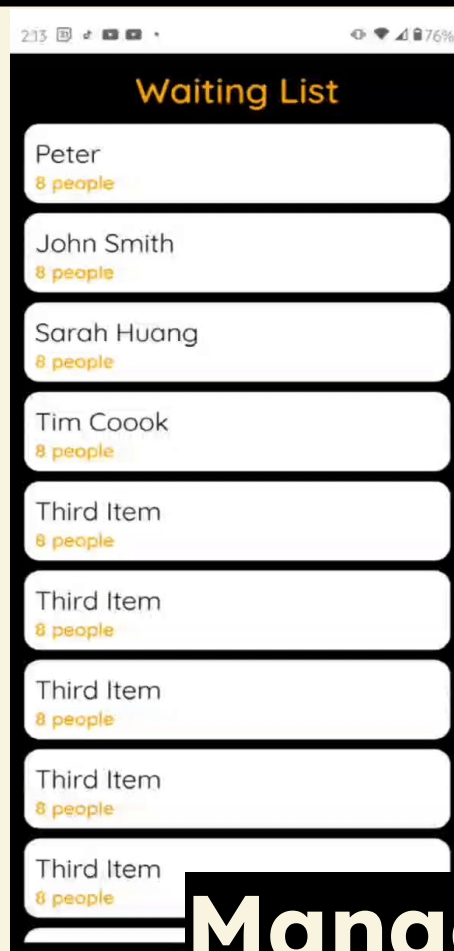 2:13 76%
Waiting List
Peter
8 people
John Smith
8 people
Sarah Huang
8 people
Tim Coook
8 people
Third Item
8 people
Third Item
8 people
Third Item
8 people
Third Item
8 people
Third Item
8 people